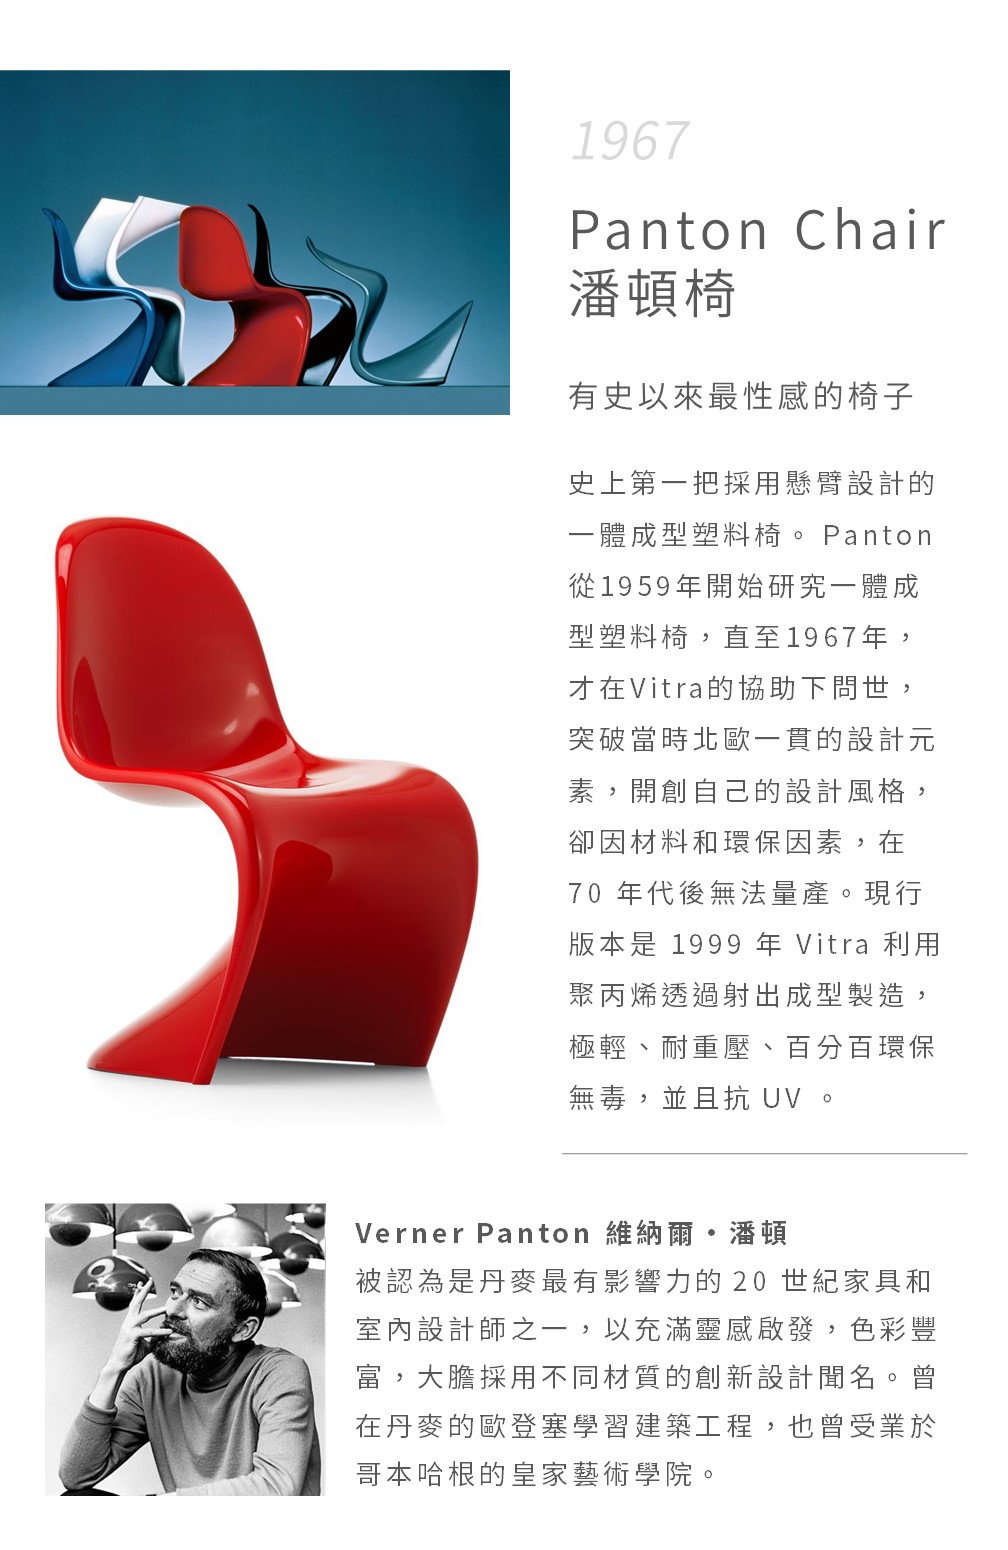 1967
Panton Chair
潘頓椅
有史以來最性感的椅子
史上第一把採用懸臂設計的
一體成型塑料椅。 Panton
從1959年開始研究一體成
型塑料椅，直至1967年，
才在Vitra的協助下問世，
突破當時北歐一貫的設計元
素，開創自己的設計風格，
卻因材料和環保因素，在
70 年代後無法量產。現行
版本是 1999 年 Vitra 利用
聚丙烯透過射出成型製造，
極輕、耐重壓、百分百環保
無毒，並且抗 UV 。
Verner Panton 維納爾・潘頓
被認為是丹麥最有影響力的 20 世紀家具和
室內設計師之一，以充滿靈感啟發，色彩豐
富，大膽採用不同材質的創新設計聞名。曾
在丹麥的歐登塞學習建築工程，也曾受業於
哥本哈根的皇家藝術學院。